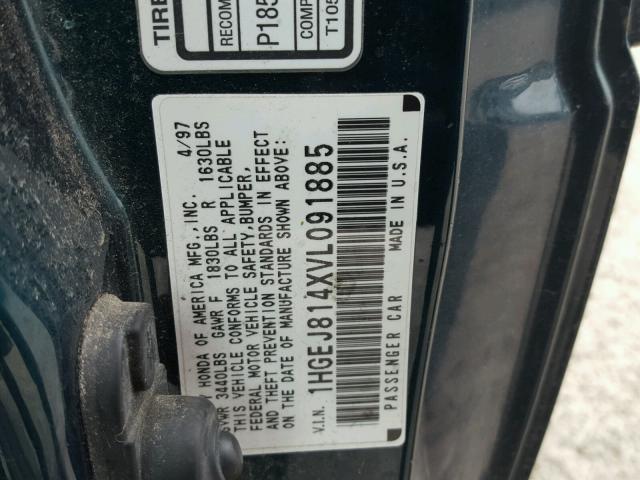 TIRE
RECOM
P185
COMP
T105
HONDA OF AMERICA MFG., INC. 4/97
GVWR 3440LBS GAWR F 1890LBS R 1630LBS
THIS VEHICLE CONFORMS TO ALL APPLICABLE
FEDERAL MOTOR VEHICLE SAFETY, BUMPER,
AND THEFT PREVENTION STANDARDS IN EFFECT
ON THE DATE OF MANUFACTURE SHOWN ABOVE:
V.I.N. 1HGEJ814XVL091885
PASSENGER CAR MADE IN U.S.A.